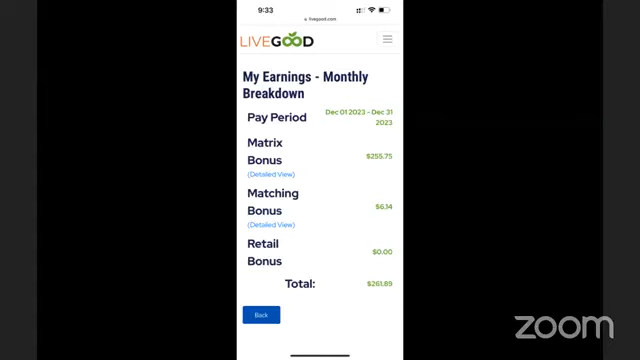 9:33
livegood.com
LIVEGOOD
My Earnings - Monthly
Breakdown
Pay Period
Dec 01 2023 - Dec 31
2023
Matrix
Bonus
$255.75
(Detailed View)
Matching
Bonus
$6.14
(Detailed View)
Retail
Bonus
$0.00
Total:
$261.89
Back
zoom